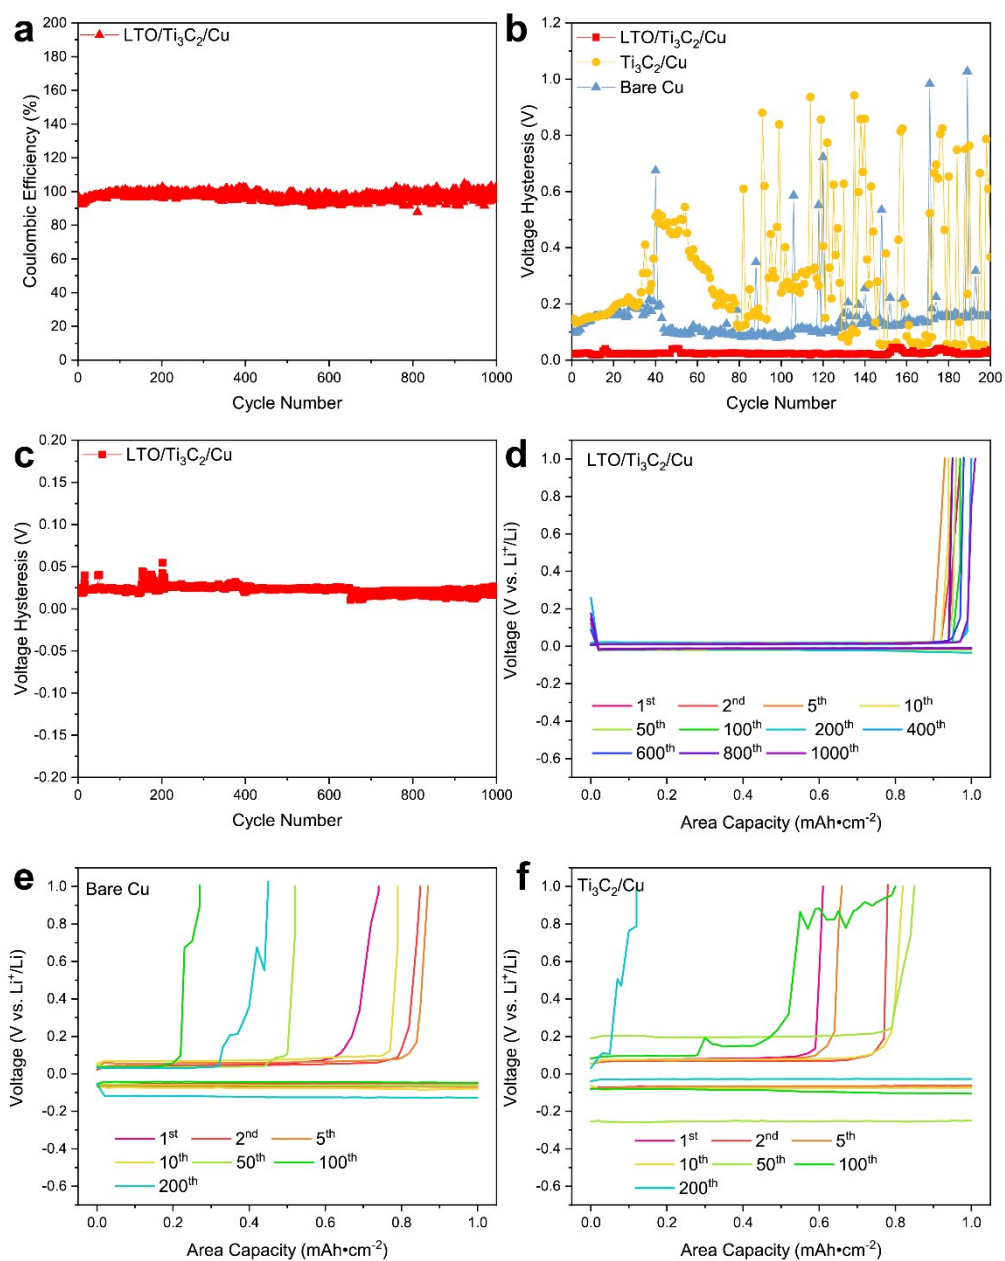 a
200
180
160
140
120
100
80
60
40
20
0
Coulombic Efficiency (%)
LTO/Ti₃C₂/Cu
0 200 400 600 800 1000
Cycle Number
b
1.2
1.0
0.8
0.6
0.4
0.2
0.0
Voltage Hysteresis (V)
LTO/Ti₃C₂/Cu
Ti₃C₂/Cu
Bare Cu
0 20 40 60 80 100 120 140 160 180 200
Cycle Number
c
0.20
0.15
0.10
0.05
0.00
-0.05
-0.10
-0.15
-0.20
Voltage Hysteresis (V)
LTO/Ti₃C₂/Cu
0 200 400 600 800 1000
Cycle Number
d
LTO/Ti₃C₂/Cu
1.0
0.8
0.6
0.4
0.2
0.0
-0.2
-0.4
-0.6
Voltage (V vs. Li⁺/Li)
1ˢᵗ 2ⁿᵈ 5ᵗʰ 10ᵗʰ
50ᵗʰ 100ᵗʰ 200ᵗʰ 400ᵗʰ
600ᵗʰ 800ᵗʰ 1000ᵗʰ
0.0 0.2 0.4 0.6 0.8 1.0
Area Capacity (mAh•cm⁻²)
e
Bare Cu
1.0
0.8
0.6
0.4
0.2
0.0
-0.2
-0.4
-0.6
Voltage (V vs. Li⁺/Li)
1ˢᵗ 2ⁿᵈ 5ᵗʰ
10ᵗʰ 50ᵗʰ 100ᵗʰ
200ᵗʰ
0.0 0.2 0.4 0.6 0.8 1.0
Area Capacity (mAh•cm⁻²)
f
Ti₃C₂/Cu
1.0
0.8
0.6
0.4
0.2
0.0
-0.2
-0.4
-0.6
Voltage (V vs. Li⁺/Li)
1ˢᵗ 2ⁿᵈ 5ᵗʰ
10ᵗʰ 50ᵗʰ 100ᵗʰ
200ᵗʰ
0.0 0.2 0.4 0.6 0.8 1.0
Area Capacity (mAh•cm⁻²)